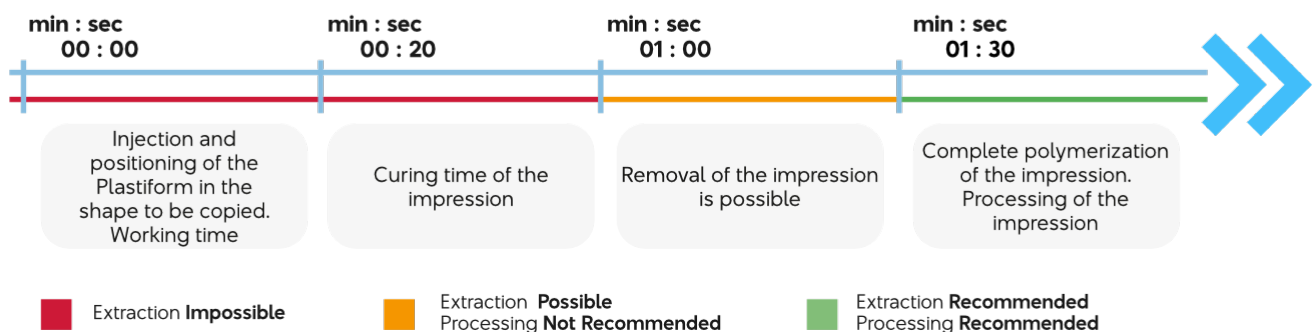 min : sec
00 : 00
min : sec
00 : 20
min : sec
01 : 00
min : sec
01 : 30
Injection and
positioning of the
Plastiform in the
shape to be copied.
Working time
Curing time of the
impression
Removal of the impression
is possible
Complete polymerization
of the impression.
Processing of the
impression
Extraction Impossible
Extraction Possible
Processing Not Recommended
Extraction Recommended
Processing Recommended